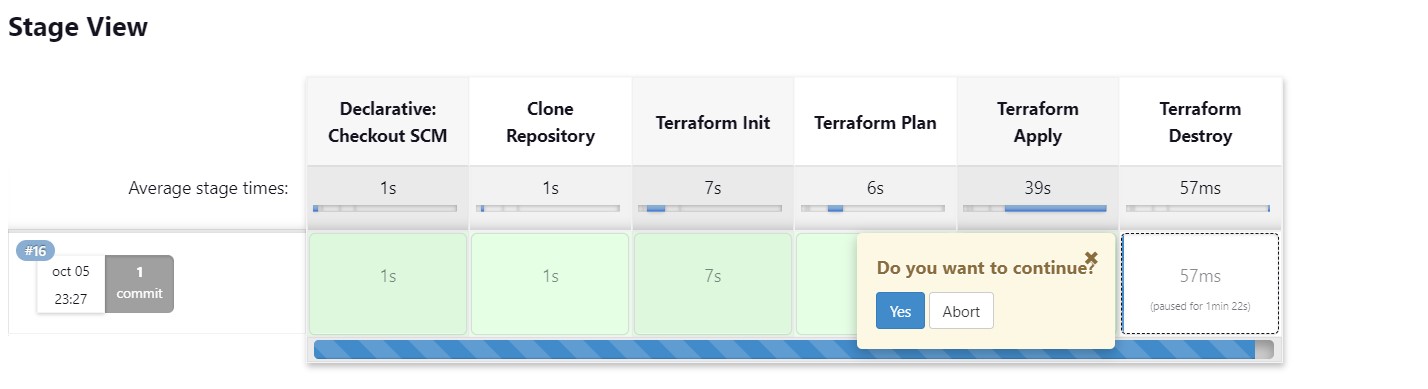 Stage View
Declarative:
Checkout SCM
Clone
Repository
Terraform Init
Terraform Plan
Terraform
Apply
Terraform
Destroy
Average stage times:
1s
1s
7s
6s
39s
57ms
#16
oct 05
23:27
1
commit
1s
1s
7s
Do you want to continue?
Yes
Abort
57ms
(paused for 1min 22s)